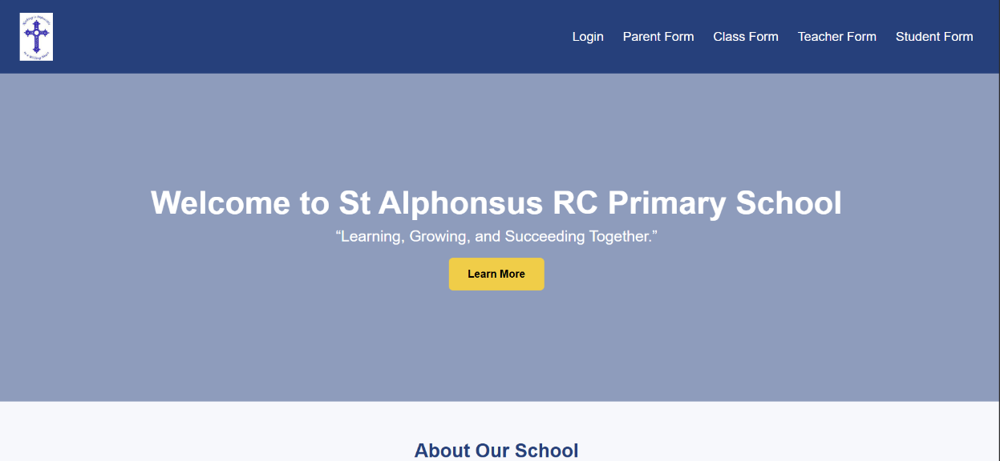 Login Parent Form Class Form Teacher Form Student Form
Welcome to St Alphonsus RC Primary School
“Learning, Growing, and Succeeding Together.”
Learn More
About Our School